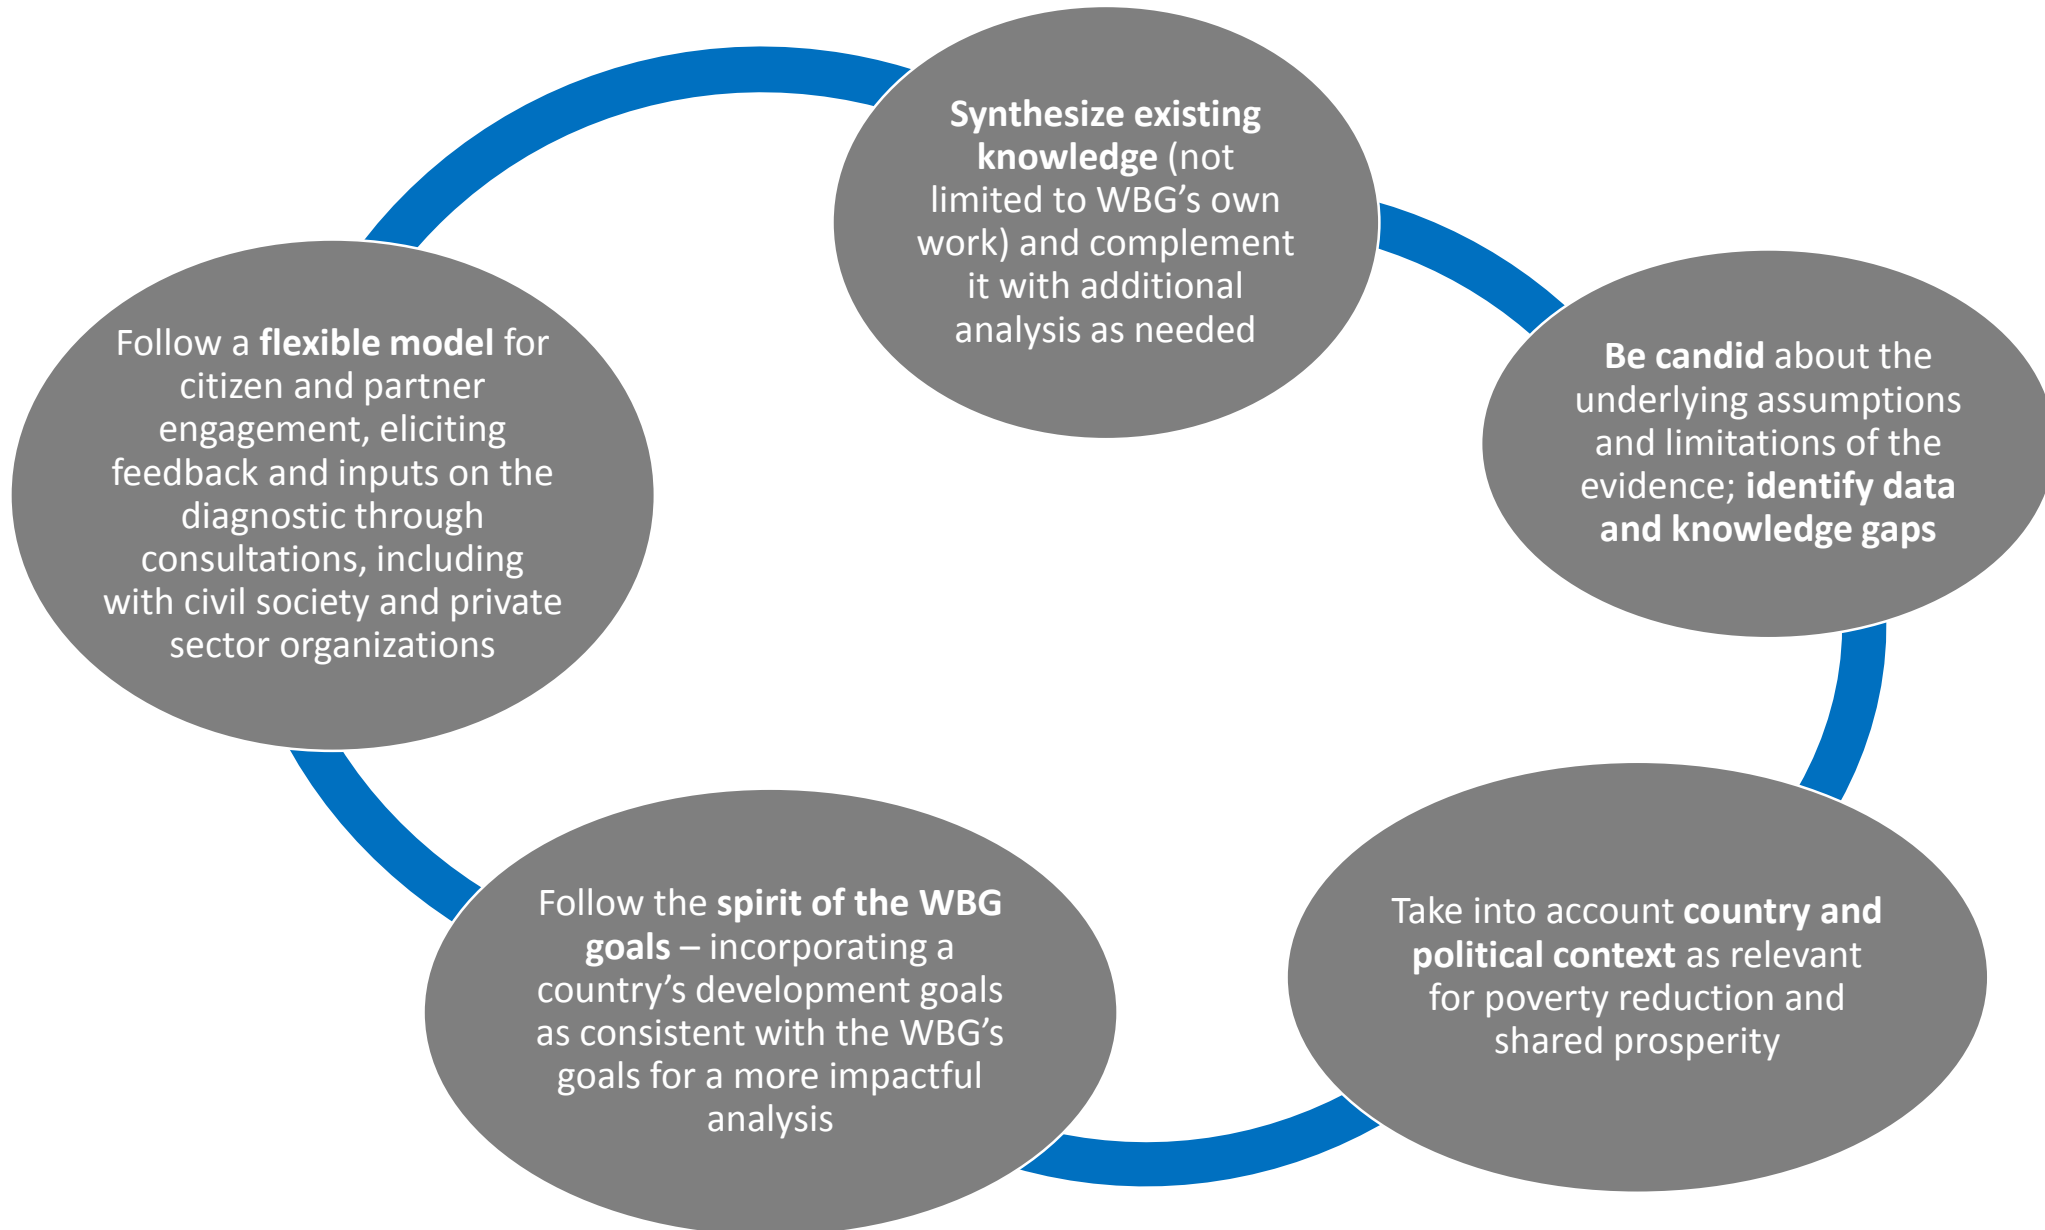 Synthesize existing
knowledge (not
limited to WBG’s own
work) and complement
it with additional
analysis as needed
Be candid about the
underlying assumptions
and limitations of the
evidence; identify data
and knowledge gaps
Take into account country and
political context as relevant
for poverty reduction and
shared prosperity
Follow the spirit of the WBG
goals – incorporating a
country’s development goals
as consistent with the WBG’s
goals for a more impactful
analysis
Follow a flexible model for
citizen and partner
engagement, eliciting
feedback and inputs on the
diagnostic through
consultations, including
with civil society and private
sector organizations